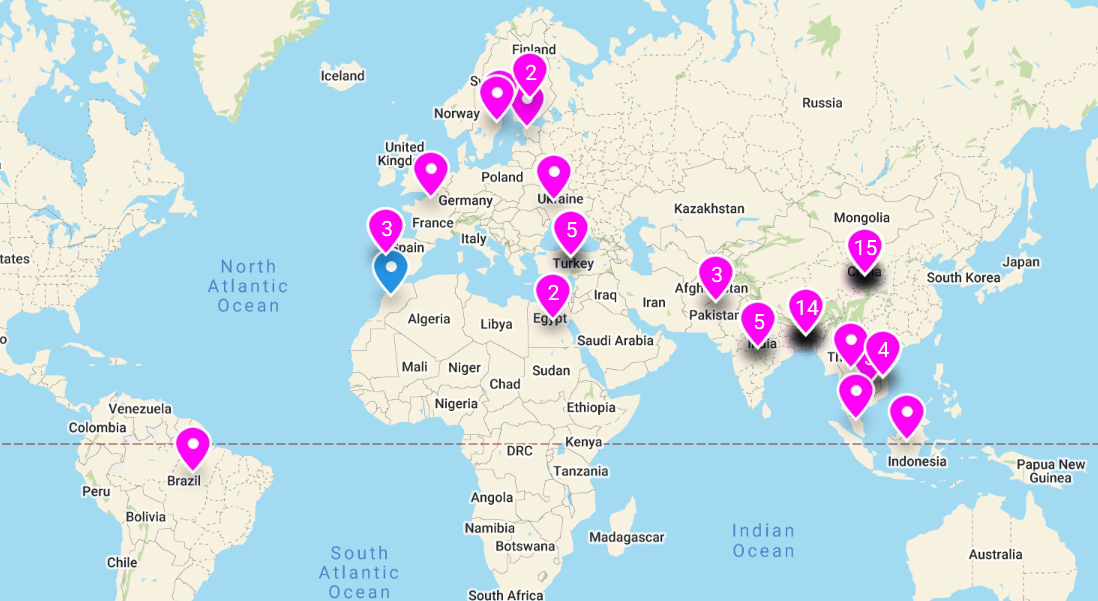 Finland
Iceland
Norway
Russia
United
Poland
Germany
France
Italy
Spain
Ukraine
Kazakhstan
Mongolia
Japan
South Korea
Turkey
Afghanistan
Pakistan
Iraq
Iran
Egypt
India
Algeria
Libya
Saudi Arabia
Mali
Niger
Chad
Sudan
Nigeria
Ethiopia
DRC
Kenya
Tanzania
Angola
Namibia
Botswana
Madagascar
South Africa
Venezuela
Colombia
Brazil
Peru
Bolivia
Chile
Indonesia
Papua New
Guinea
Australia
North
Atlantic
Ocean
South
Atlantic
Ocean
Indian
Ocean
2
3
5
2
3
5
14
15
4